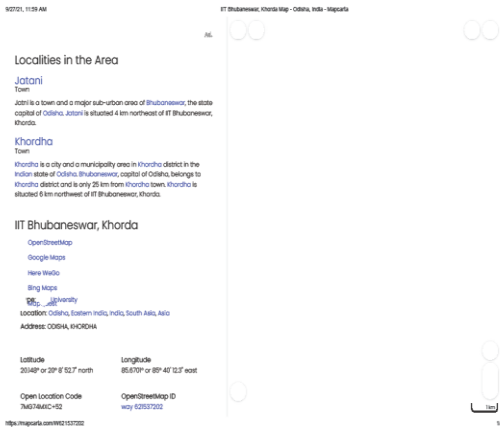 9/27/21, 11:59 AM
IIT Bhubaneswar, Khorda Map - Odisha, India - Mapcarta
Ad.
Localities in the Area
Jatani
Town
Jatni is a town and a major sub-urban area of Bhubaneswar, the state
capital of Odisha. Jatani is situated 4 km northeast of IIT Bhubaneswar,
Khorda.
Khordha
Town
Khordha is a city and a municipality area in Khordha district in the
Indian state of Odisha. Bhubaneswar, capital of Odisha, belongs to
Khordha district and is only 25 km from Khordha town. Khordha is
situated 6 km northwest of IIT Bhubaneswar, Khorda.
IIT Bhubaneswar, Khorda
OpenStreetMap
Google Maps
Here WeGo
Bing Maps
University
Location: Odisha, Eastern India, India, South Asia, Asia
Address: ODISHA, KHORDHA
Latitude
Longitude
20.148° or 20° 8' 52.7" north
85.6701° or 85° 40' 12.3" east
Open Location Code
OpenStreetMap ID
7MG74MXC+52
way 621537202
1 km
https://mapcarta.com/W621537202